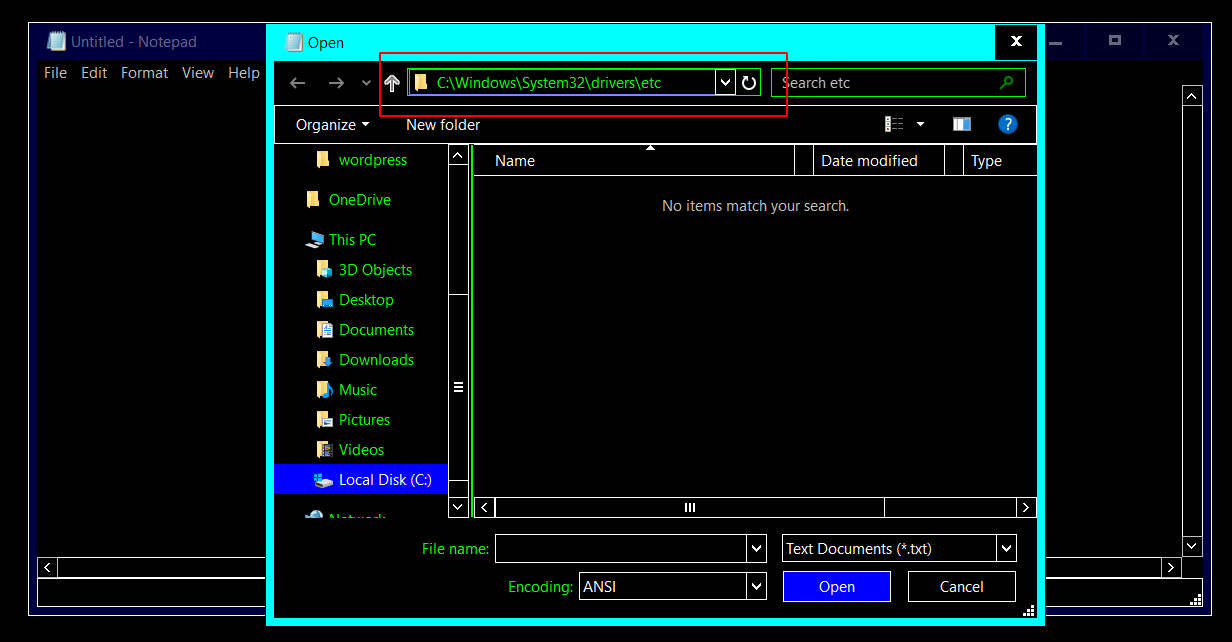 Untitled - Notepad
Open
File Edit Format View Help
C:\Windows\System32\drivers\etc
Search etc
Organize
New folder
Name
Date modified
Type
wordpress
No items match your search.
OneDrive
This PC
3D Objects
Desktop
Documents
Downloads
Music
Pictures
Videos
Local Disk (C:)
Network
File name:
Text Documents (*.txt)
Encoding:
ANSI
Open
Cancel